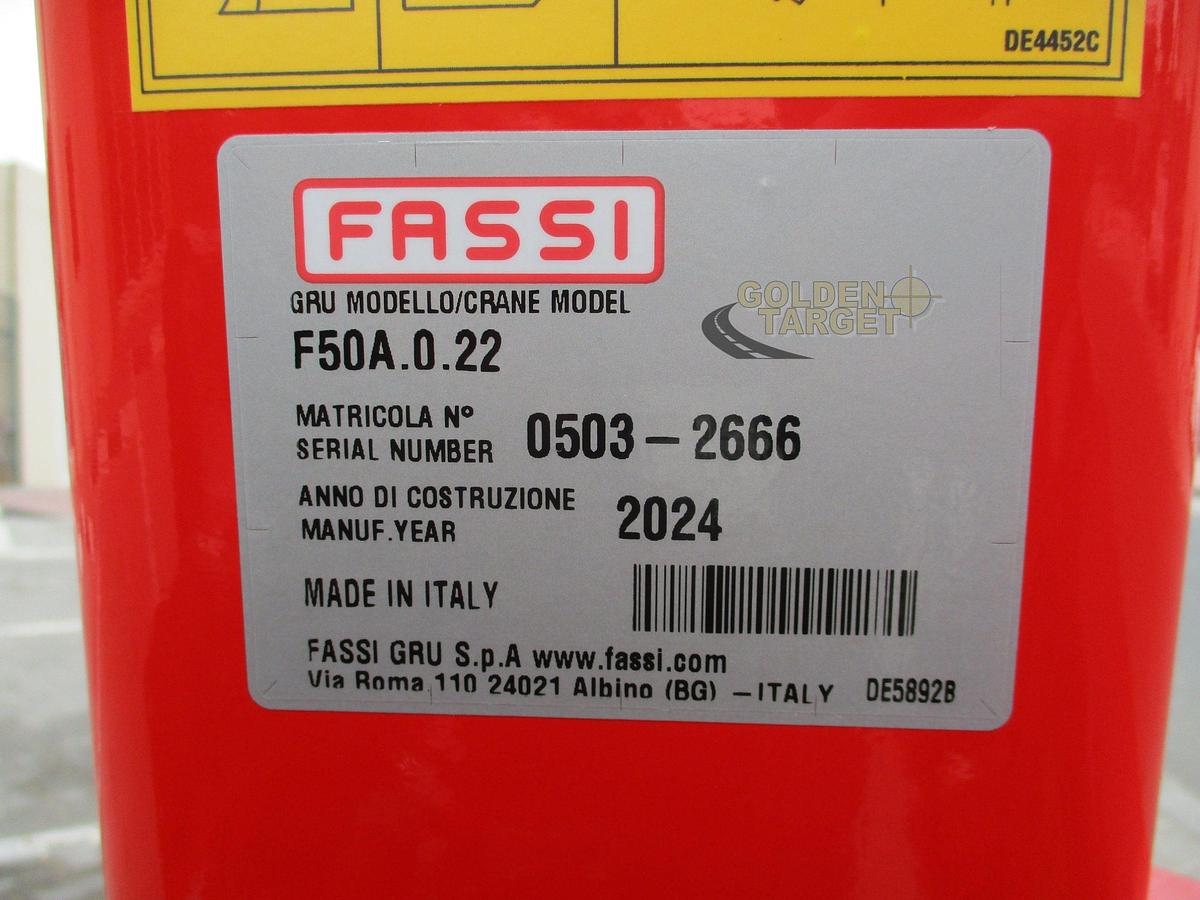 DE4452C
FASSI
GRU MODELLO/CRANE MODEL
F50A.0.22
GOLDEN
TARGET
MATRICOLA Nº
SERIAL NUMBER
0503-2666
ANNO DI COSTRUZIONE
MANUF.YEAR
2024
MADE IN ITALY
FASSI GRU S.p.A www.fassi.com
Via Roma 110 24021 Albino (BG) -ITALY DE5892B